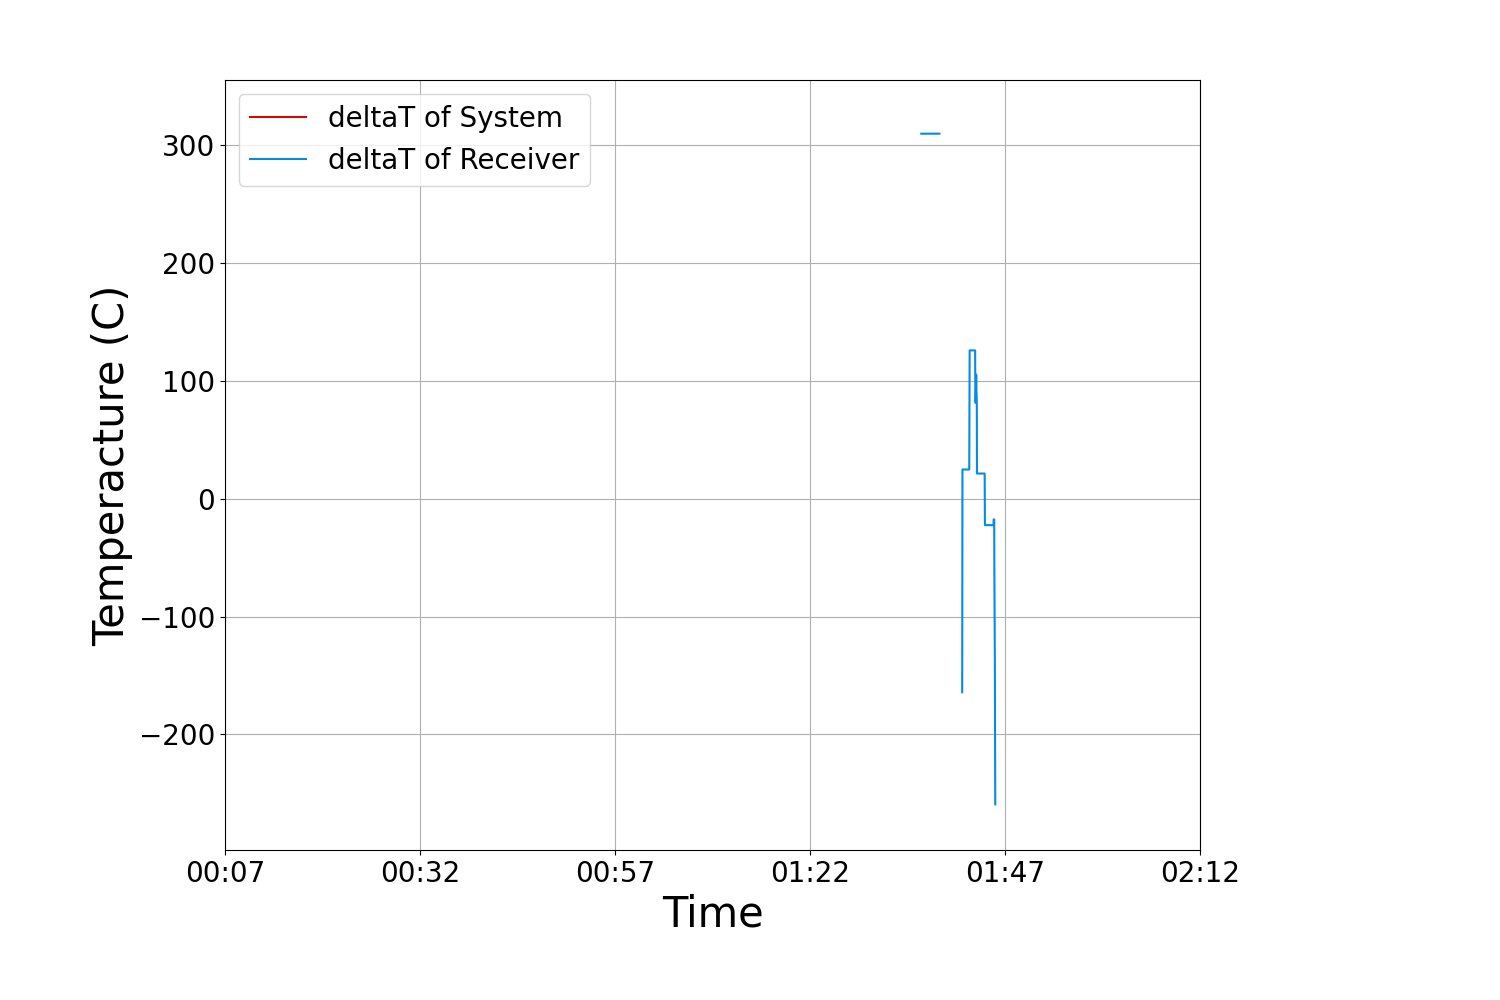 deltaT of System
deltaT of Receiver
300
200
100
0
−100
−200
Temperacture (C)
00:07 00:32 00:57 01:22 01:47 02:12
Time